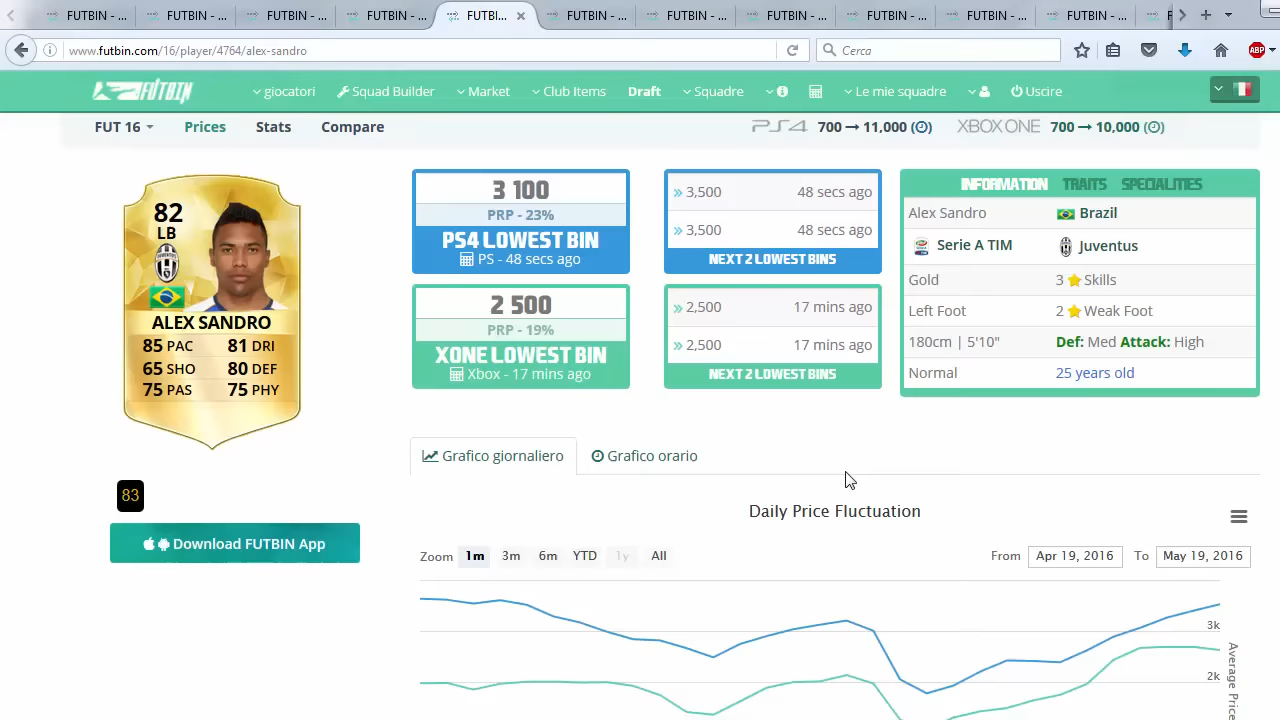 FUTBIN - ... FUTBIN - ... FUTBIN - ... FUTBIN - ... FUTBI... FUTBIN - ... FUTBIN - ... FUTBIN - ... FUTBIN - ... FUTBIN - ... FUTBIN - ... F
www.futbin.com/16/player/4764/alex-sandro Cerca ABP
FUTBIN giocatori Squad Builder Market Club Items Draft Squadre Le mie squadre Uscire
FUT 16 Prices Stats Compare PS4 700 → 11,000 XBOX ONE 700 → 10,000
82
LB
ALEX SANDRO
85 PAC 81 DRI
65 SHO 80 DEF
75 PAS 75 PHY
83
Download FUTBIN App
3 100
PRP - 23%
PS4 LOWEST BIN
PS - 48 secs ago
» 3,500 48 secs ago
» 3,500 48 secs ago
NEXT 2 LOWEST BINS
2 500
PRP - 19%
XONE LOWEST BIN
Xbox - 17 mins ago
» 2,500 17 mins ago
» 2,500 17 mins ago
NEXT 2 LOWEST BINS
INFORMATION TRAITS SPECIALITIES
Alex Sandro Brazil
Serie A TIM Juventus
Gold 3 Skills
Left Foot 2 Weak Foot
180cm | 5'10" Def: Med Attack: High
Normal 25 years old
Grafico giornaliero Grafico orario
Daily Price Fluctuation
Zoom 1m 3m 6m YTD 1y All From Apr 19, 2016 To May 19, 2016
3k
2k
Average Price